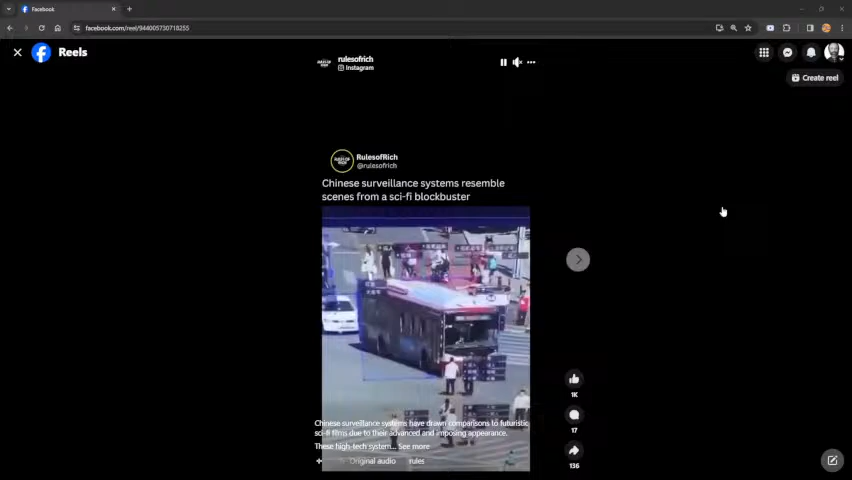 facebook.com/reel/944005730718255
Reels
rulesofrich
Instagram
Create reel
RulesofRich
@rulesofrich
Chinese surveillance systems resemble
scenes from a sci-fi blockbuster
1K
17
136
Chinese surveillance systems have drawn comparisons to futuristic
sci-fi films due to their advanced and imposing appearance.
These high-tech system... See more
Original audio
rules